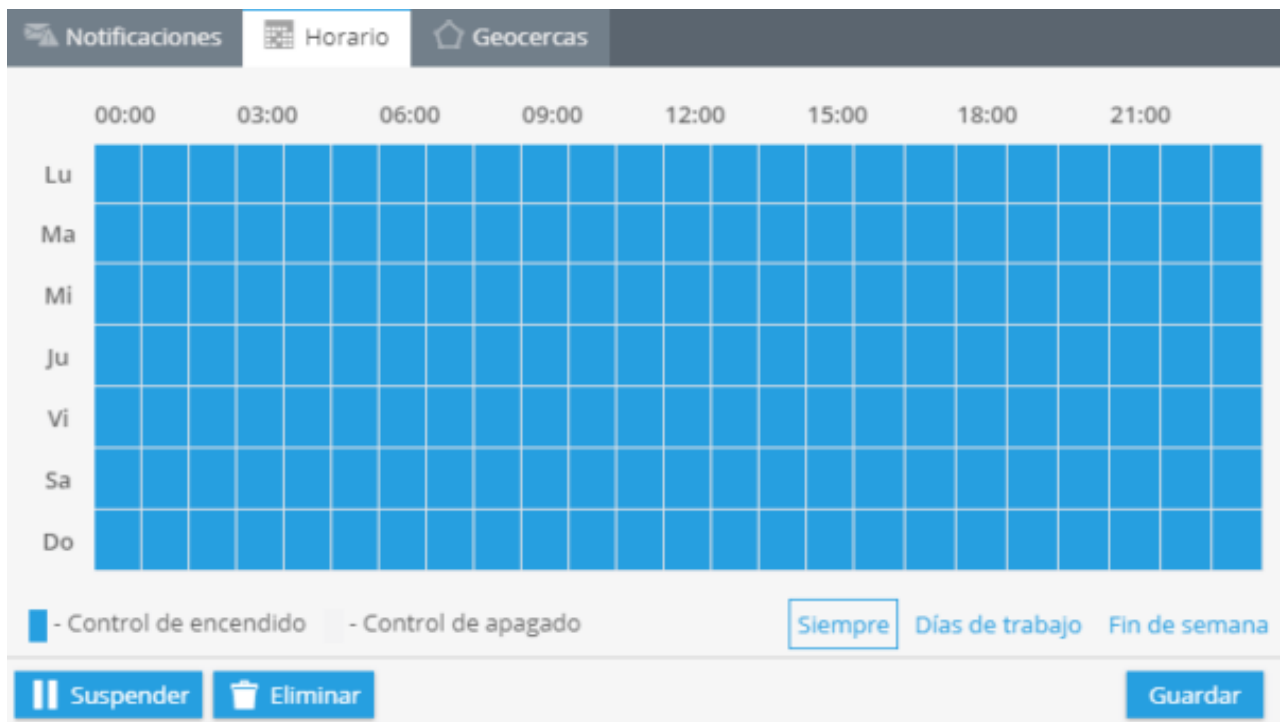 Notificaciones Horario Geocercas
00:00 03:00 06:00 09:00 12:00 15:00 18:00 21:00
Lu
Ma
Mi
Ju
Vi
Sa
Do
- Control de encendido - Control de apagado Siempre Días de trabajo Fin de semana
Suspender Eliminar Guardar